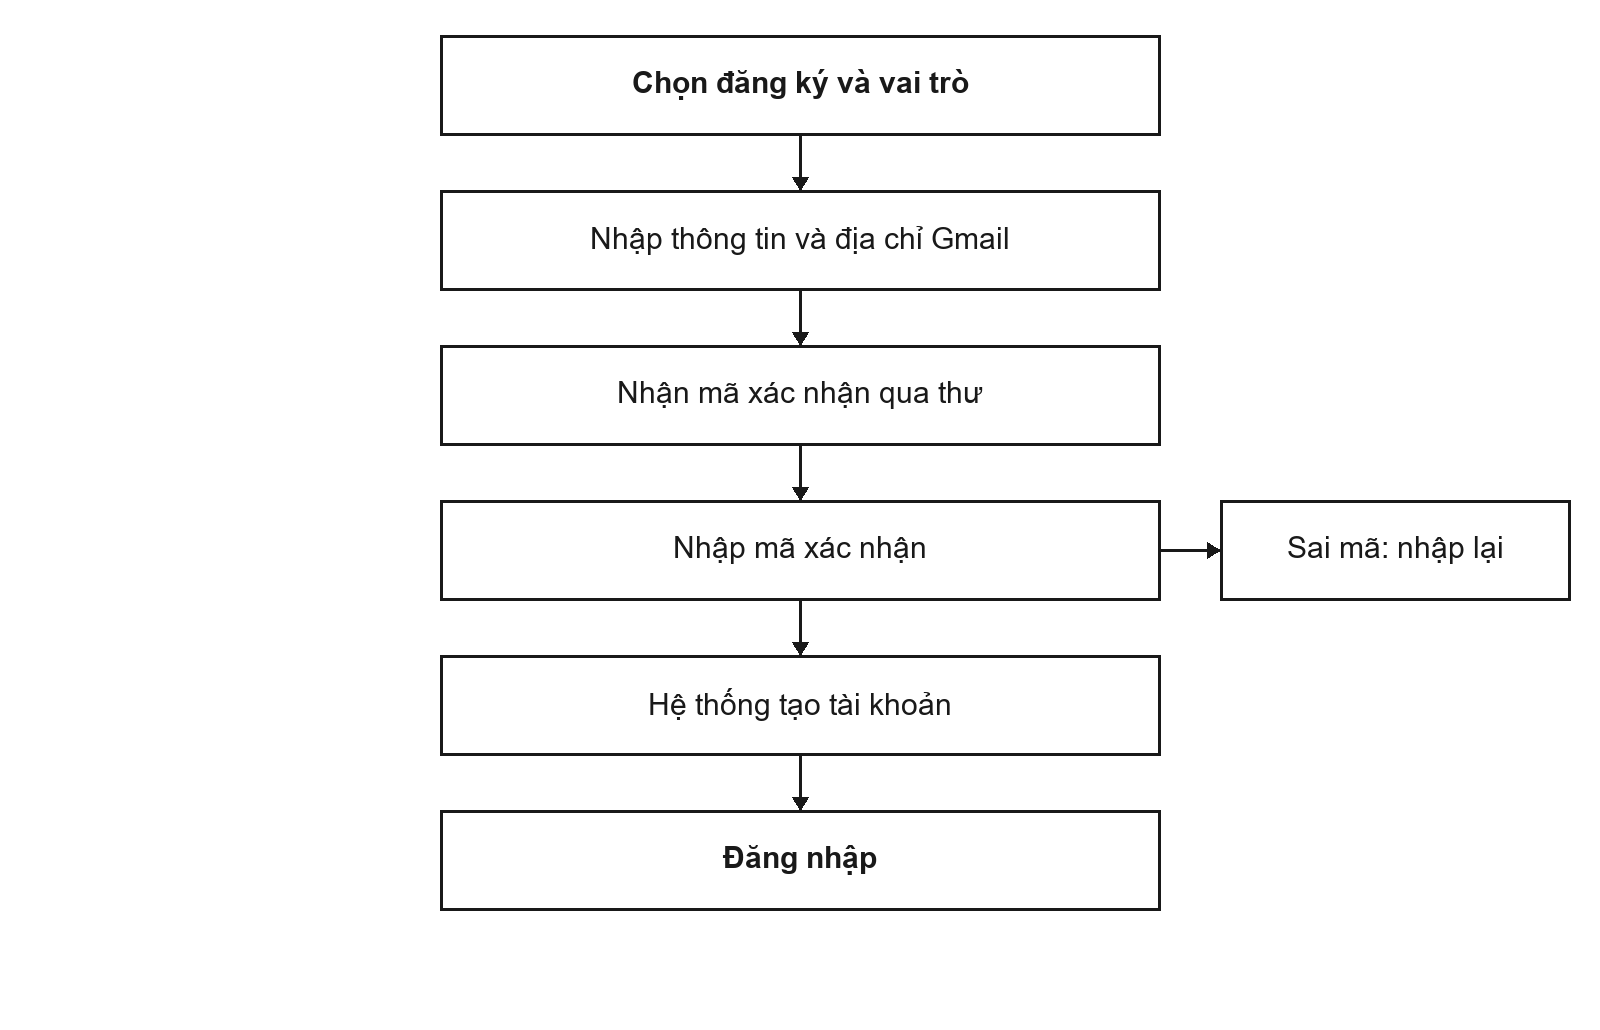 Chọn đăng ký và vai trò
Nhập thông tin và địa chỉ Gmail
Nhận mã xác nhận qua thư
Nhập mã xác nhận
Sai mã: nhập lại
Hệ thống tạo tài khoản
Đăng nhập